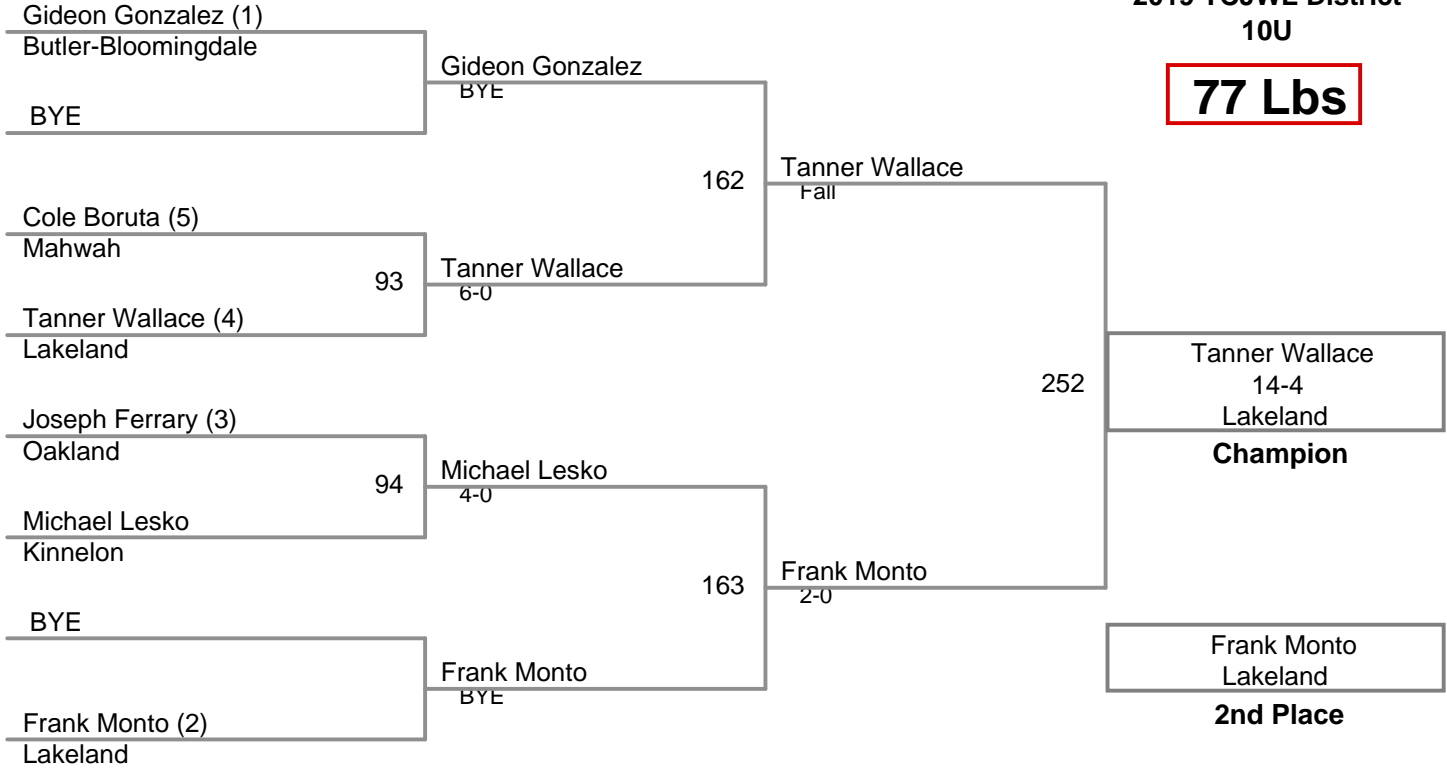 10U
77 Lbs
Gideon Gonzalez (1)
Butler-Bloomingdale
BYE
Cole Boruta (5)
Mahwah
93
Tanner Wallace (4)
Lakeland
Joseph Ferrary (3)
Oakland
94
Michael Lesko
Kinnelon
BYE
Frank Monto (2)
Lakeland
Gideon Gonzalez
BYE
162
Tanner Wallace
6-0
Michael Lesko
4-0
163
Frank Monto
BYE
Tanner Wallace
Fall
252
Frank Monto
2-0
Tanner Wallace
14-4
Lakeland
Champion
Frank Monto
Lakeland
2nd Place